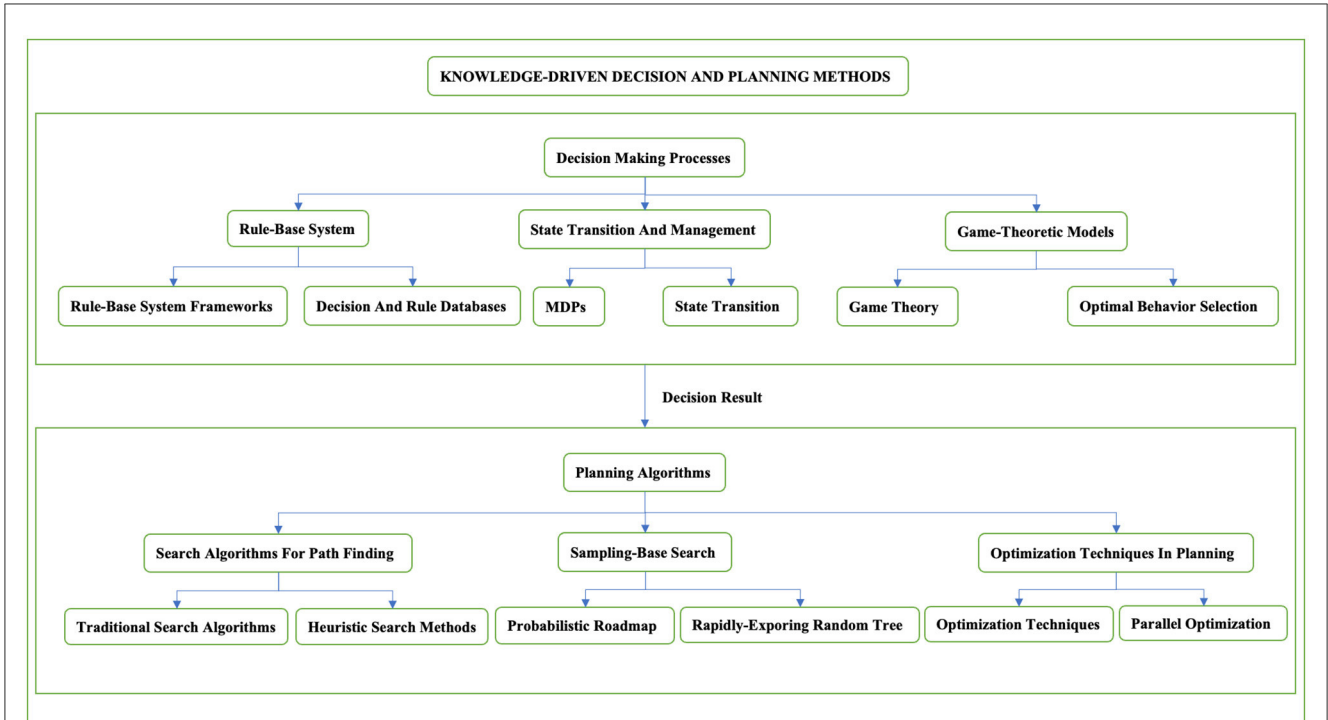 KNOWLEDGE-DRIVEN DECISION AND PLANNING METHODS
Decision Making Processes
Rule-Base System
State Transition And Management
Game-Theoretic Models
Rule-Base System Frameworks
Decision And Rule Databases
MDPs
State Transition
Game Theory
Optimal Behavior Selection
Decision Result
Planning Algorithms
Search Algorithms For Path Finding
Sampling-Base Search
Optimization Techniques In Planning
Traditional Search Algorithms
Heuristic Search Methods
Probabilistic Roadmap
Rapidly-Exporing Random Tree
Optimization Techniques
Parallel Optimization